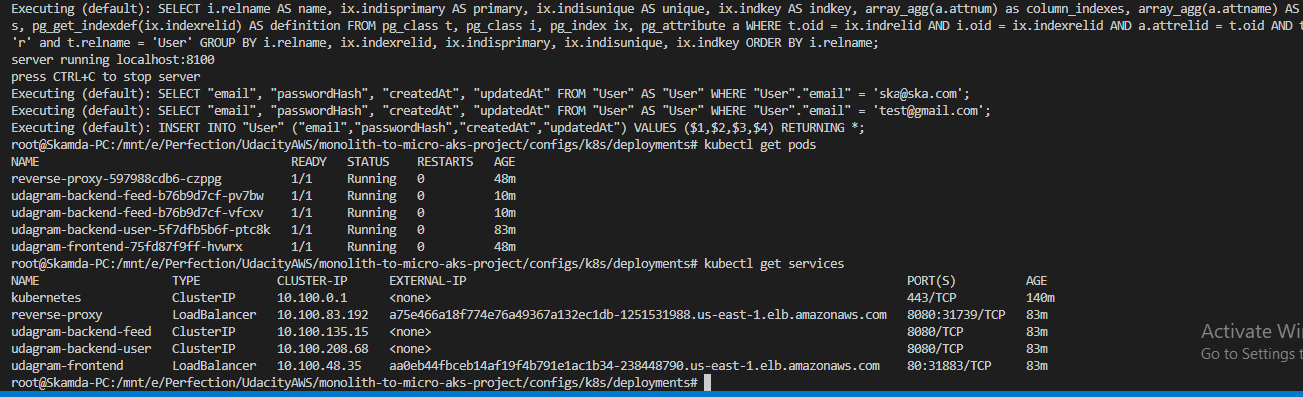 Executing (default): SELECT i.relname AS name, ix.indisprimary AS primary, ix.indisunique AS unique, ix.indkey AS indkey, array_agg(a.attnum) as column_indexes, array_agg(a.attname) AS
s, pg_get_indexdef(ix.indexrelid) AS definition FROM pg_class t, pg_class i, pg_index ix, pg_attribute a WHERE t.oid = ix.indrelid AND i.oid = ix.indexrelid AND a.attrelid = t.oid AND t
'r' and t.relname = 'User' GROUP BY i.relname, ix.indexrelid, ix.indisprimary, ix.indisunique, ix.indkey ORDER BY i.relname;
server running localhost:8100
press CTRL+C to stop server
Executing (default): SELECT "email", "passwordHash", "createdAt", "updatedAt" FROM "User" AS "User" WHERE "User"."email" = 'ska@ska.com';
Executing (default): SELECT "email", "passwordHash", "createdAt", "updatedAt" FROM "User" AS "User" WHERE "User"."email" = 'test@gmail.com';
Executing (default): INSERT INTO "User" ("email","passwordHash","createdAt","updatedAt") VALUES ($1,$2,$3,$4) RETURNING *;
root@Skamda-PC:/mnt/e/Perfection/UdacityAWS/monolith-to-micro-aks-project/configs/k8s/deployments# kubectl get pods
NAME READY STATUS RESTARTS AGE
reverse-proxy-597988cdb6-czppg 1/1 Running 0 48m
udagram-backend-feed-b76b9d7cf-pv7bw 1/1 Running 0 10m
udagram-backend-feed-b76b9d7cf-vfcxv 1/1 Running 0 10m
udagram-backend-user-5f7dfb5b6f-ptc8k 1/1 Running 0 83m
udagram-frontend-75fd87f9ff-hvwrx 1/1 Running 0 48m
root@Skamda-PC:/mnt/e/Perfection/UdacityAWS/monolith-to-micro-aks-project/configs/k8s/deployments# kubectl get services
NAME TYPE CLUSTER-IP EXTERNAL-IP PORT(S) AGE
kubernetes ClusterIP 10.100.0.1 <none> 443/TCP 140m
reverse-proxy LoadBalancer 10.100.83.192 a75e466a18f774e76a49367a132ec1db-1251531988.us-east-1.elb.amazonaws.com 8080:31739/TCP 83m
udagram-backend-feed ClusterIP 10.100.135.15 <none> 8080/TCP 83m
udagram-backend-user ClusterIP 10.100.208.68 <none> 8080/TCP 83m
udagram-frontend LoadBalancer 10.100.48.35 aa0eb44fbceb14af19f4b791e1ac1b34-238448790.us-east-1.elb.amazonaws.com 80:31883/TCP 83m
root@Skamda-PC:/mnt/e/Perfection/UdacityAWS/monolith-to-micro-aks-project/configs/k8s/deployments#
Activate Wi
Go to Settings t